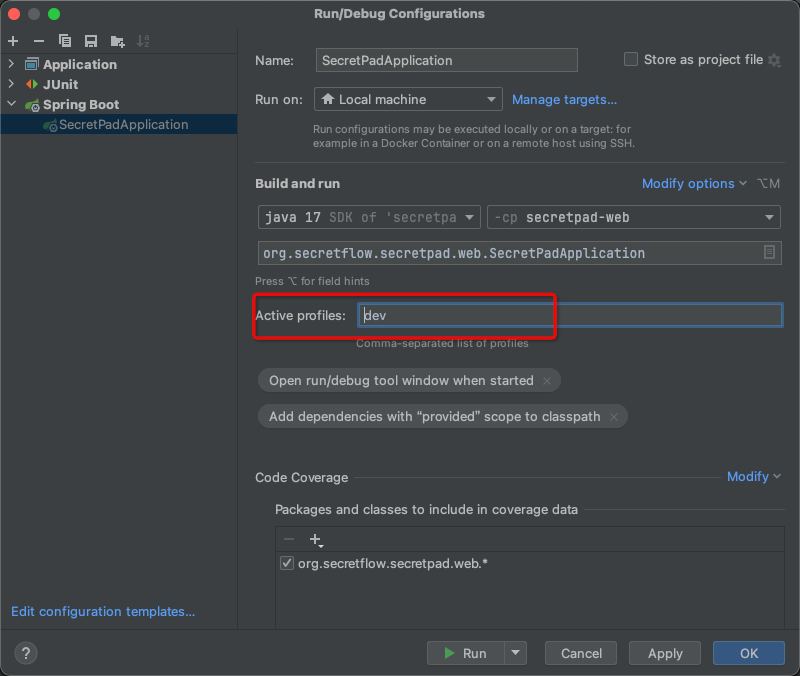 Run/Debug Configurations
Application
JUnit
Spring Boot
SecretPadApplication
Edit configuration templates...
Name: SecretPadApplication
Store as project file
Run on: Local machine
Manage targets...
Run configurations may be executed locally or on a target: for
example in a Docker Container or on a remote host using SSH.
Build and run
Modify options ⌥M
java 17 SDK of 'secretpa
-cp secretpad-web
org.secretflow.secretpad.web.SecretPadApplication
Press ⌥ for field hints
Active profiles: dev
Comma-separated list of profiles
Open run/debug tool window when started ×
Add dependencies with “provided” scope to classpath ×
Code Coverage
Modify
Packages and classes to include in coverage data
org.secretflow.secretpad.web.*
?
Run
Cancel
Apply
OK